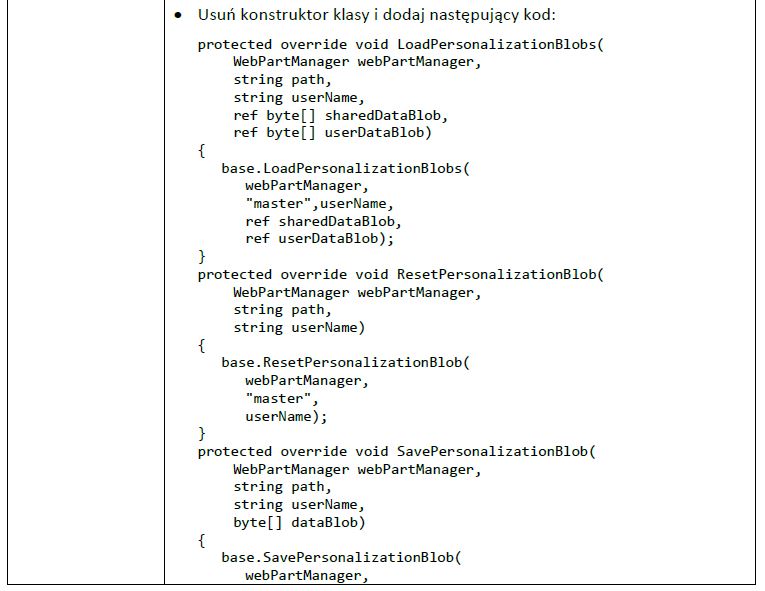 • Usuń konstruktor klasy i dodaj następujący kod:
protected override void LoadPersonalizationBlobs(
WebPartManager webPartManager,
string path,
string userName,
ref byte[] sharedDataBlob,
ref byte[] userDataBlob)
{
base.LoadPersonalizationBlobs(
webPartManager,
"master",userName,
ref sharedDataBlob,
ref userDataBlob);
}
protected override void ResetPersonalizationBlob(
WebPartManager webPartManager,
string path,
string userName)
{
base.ResetPersonalizationBlob(
webPartManager,
"master",
userName);
}
protected override void SavePersonalizationBlob(
WebPartManager webPartManager,
string path,
string userName,
byte[] dataBlob)
{
base.SavePersonalizationBlob(
webPartManager,